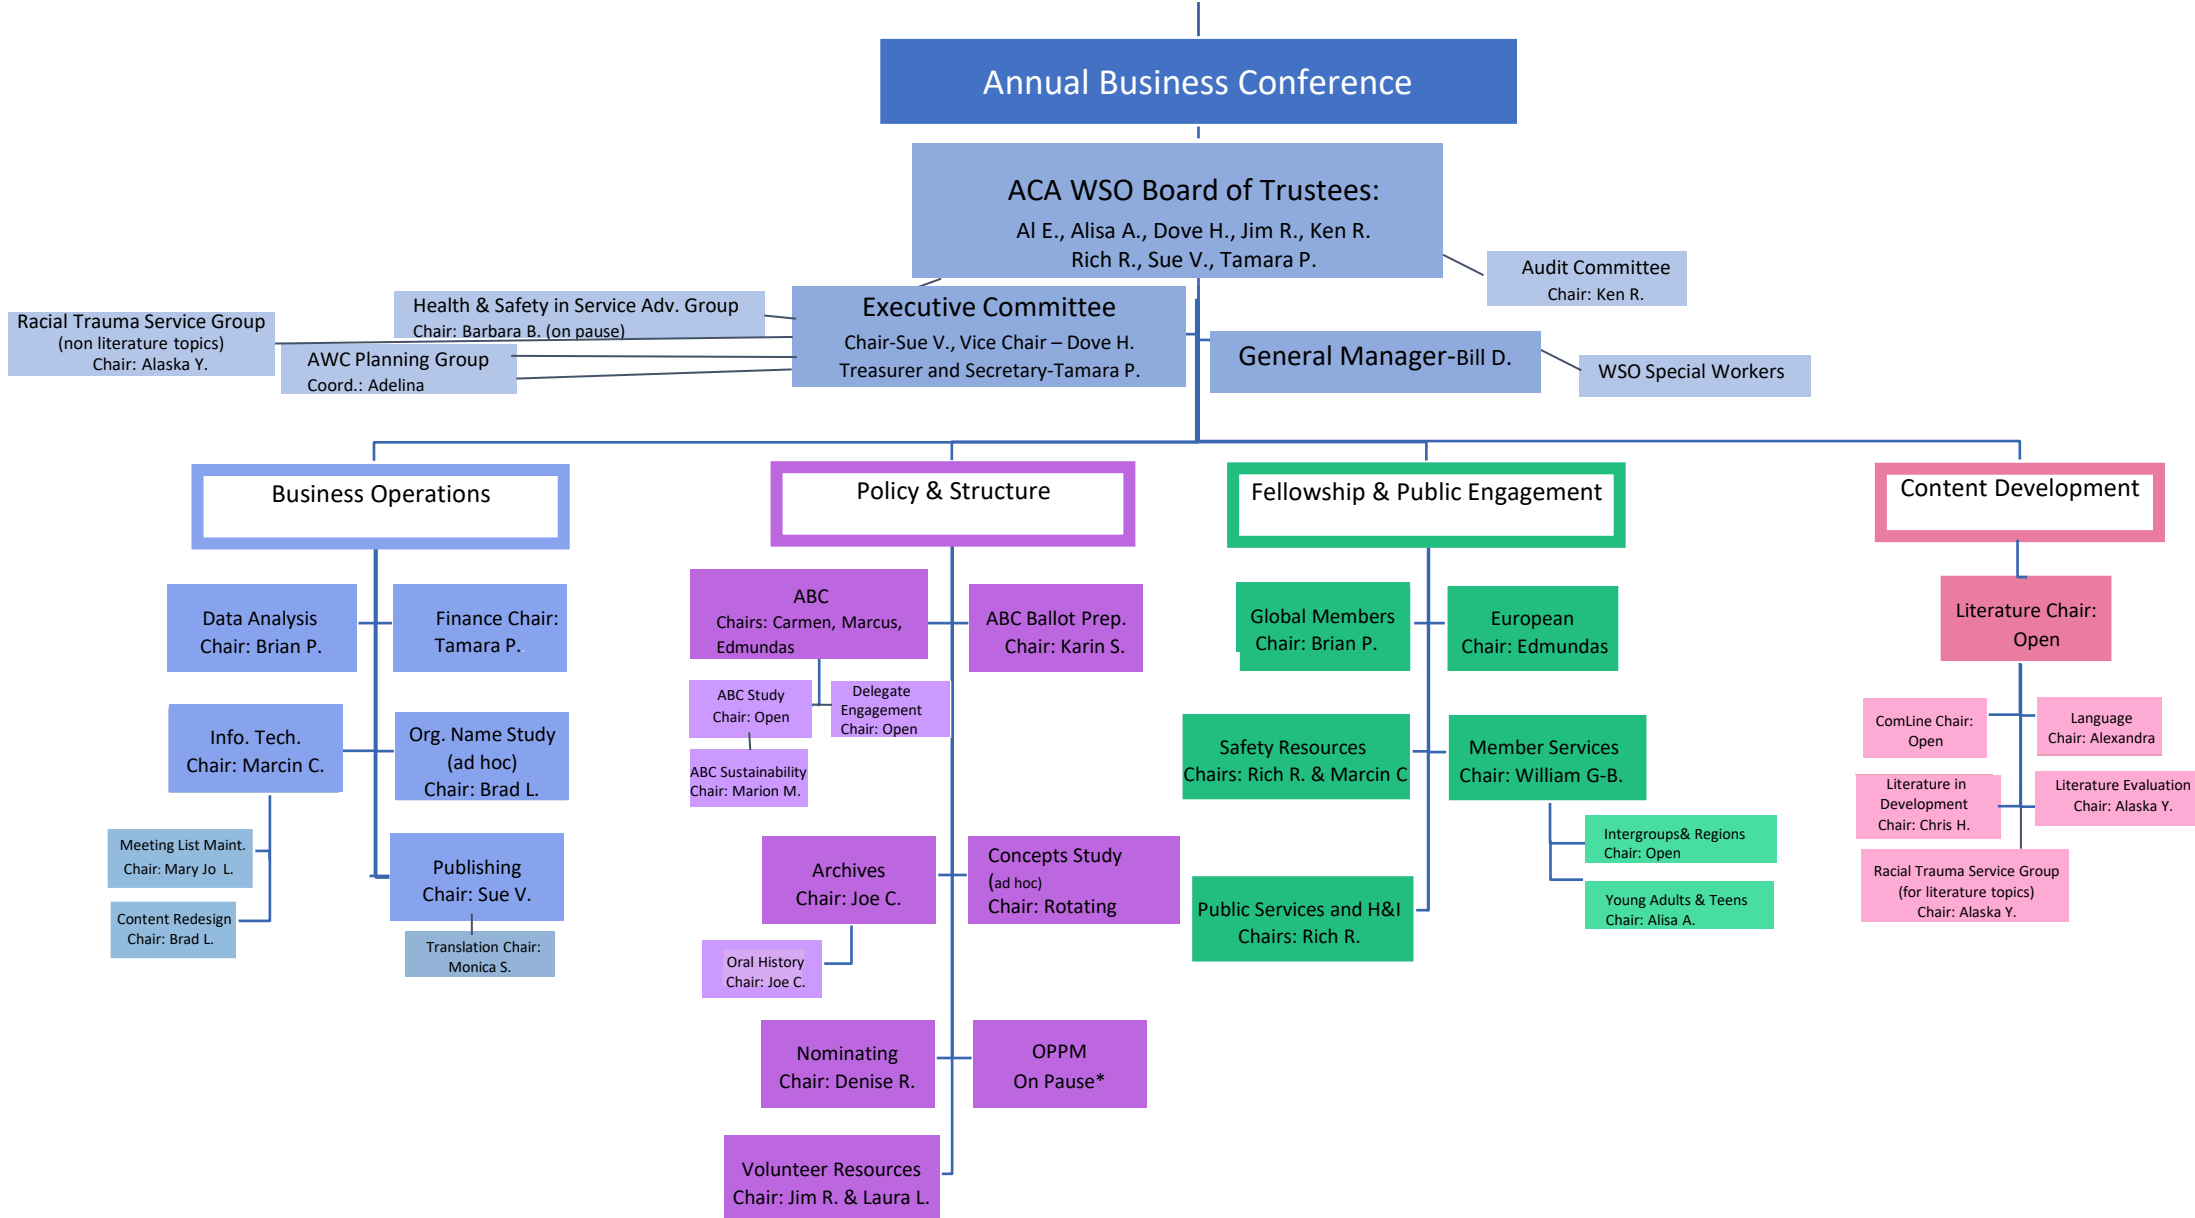 Annual Business Conference
ACA WSO Board of Trustees:
Al E., Alisa A., Dove H., Jim R., Ken R.
Rich R., Sue V., Tamara P.
Audit Committee
Chair: Ken R.
Health & Safety in Service Adv. Group
Chair: Barbara B. (on pause)
Racial Trauma Service Group
(non literature topics)
Chair: Alaska Y.
AWC Planning Group
Coord.: Adelina
Executive Committee
Chair-Sue V., Vice Chair – Dove H.
Treasurer and Secretary-Tamara P.
General Manager-Bill D.
WSO Special Workers
Business Operations
Data Analysis
Chair: Brian P.
Finance Chair:
Tamara P.
Info. Tech.
Chair: Marcin C.
Org. Name Study
(ad hoc)
Chair: Brad L.
Meeting List Maint.
Chair: Mary Jo L.
Content Redesign
Chair: Brad L.
Publishing
Chair: Sue V.
Translation Chair:
Monica S.
Policy & Structure
ABC
Chairs: Carmen, Marcus,
Edmundas
ABC Ballot Prep.
Chair: Karin S.
ABC Study
Chair: Open
Delegate
Engagement
Chair: Open
ABC Sustainability
Chair: Marion M.
Archives
Chair: Joe C.
Concepts Study
(ad hoc)
Chair: Rotating
Oral History
Chair: Joe C.
Nominating
Chair: Denise R.
OPPM
On Pause*
Volunteer Resources
Chair: Jim R. & Laura L.
Fellowship & Public Engagement
Global Members
Chair: Brian P.
European
Chair: Edmundas
Safety Resources
Chairs: Rich R. & Marcin C
Member Services
Chair: William G-B.
Intergroups& Regions
Chair: Open
Young Adults & Teens
Chair: Alisa A.
Public Services and H&I
Chairs: Rich R.
Content Development
Literature Chair:
Open
ComLine Chair:
Open
Language
Chair: Alexandra
Literature in
Development
Chair: Chris H.
Literature Evaluation
Chair: Alaska Y.
Racial Trauma Service Group
(for literature topics)
Chair: Alaska Y.